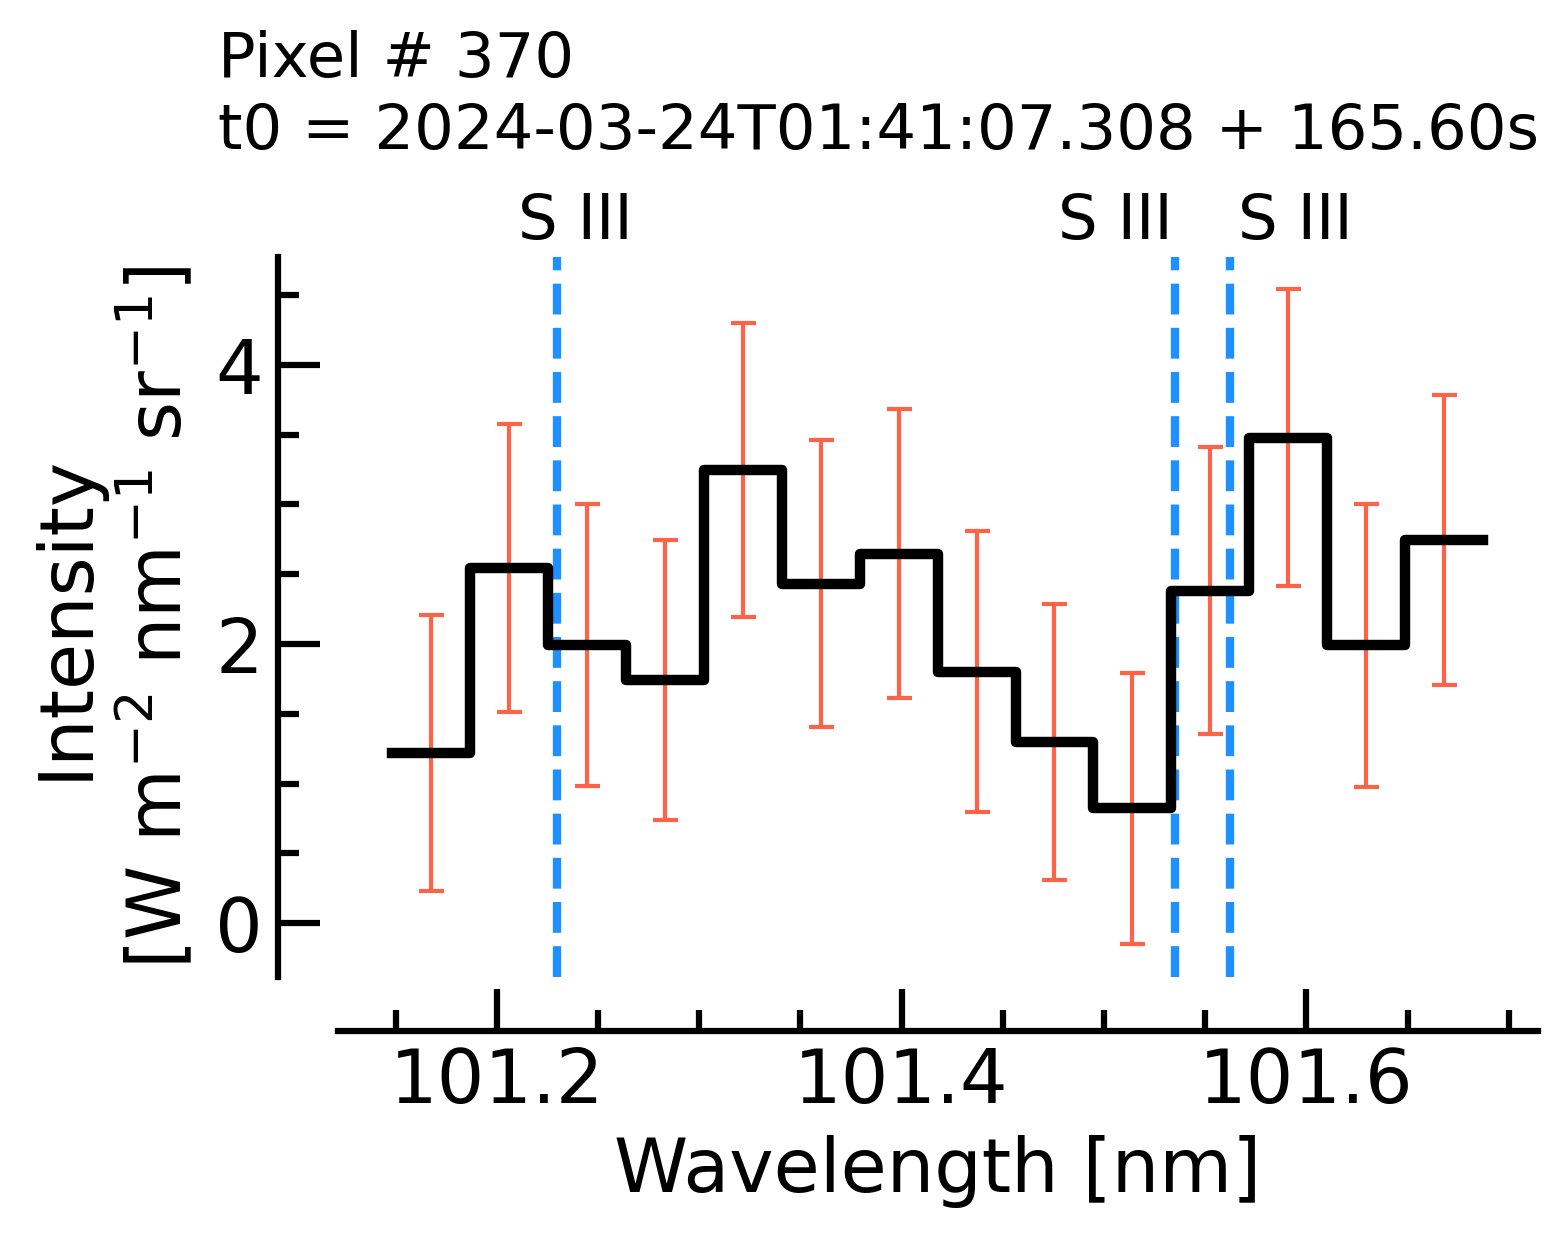 Pixel # 370
t0 = 2024-03-24T01:41:07.308 + 165.60s
S III S III S III
Intensity
[W m⁻² nm⁻¹ sr⁻¹]
4
2
0
101.2 101.4 101.6
Wavelength [nm]